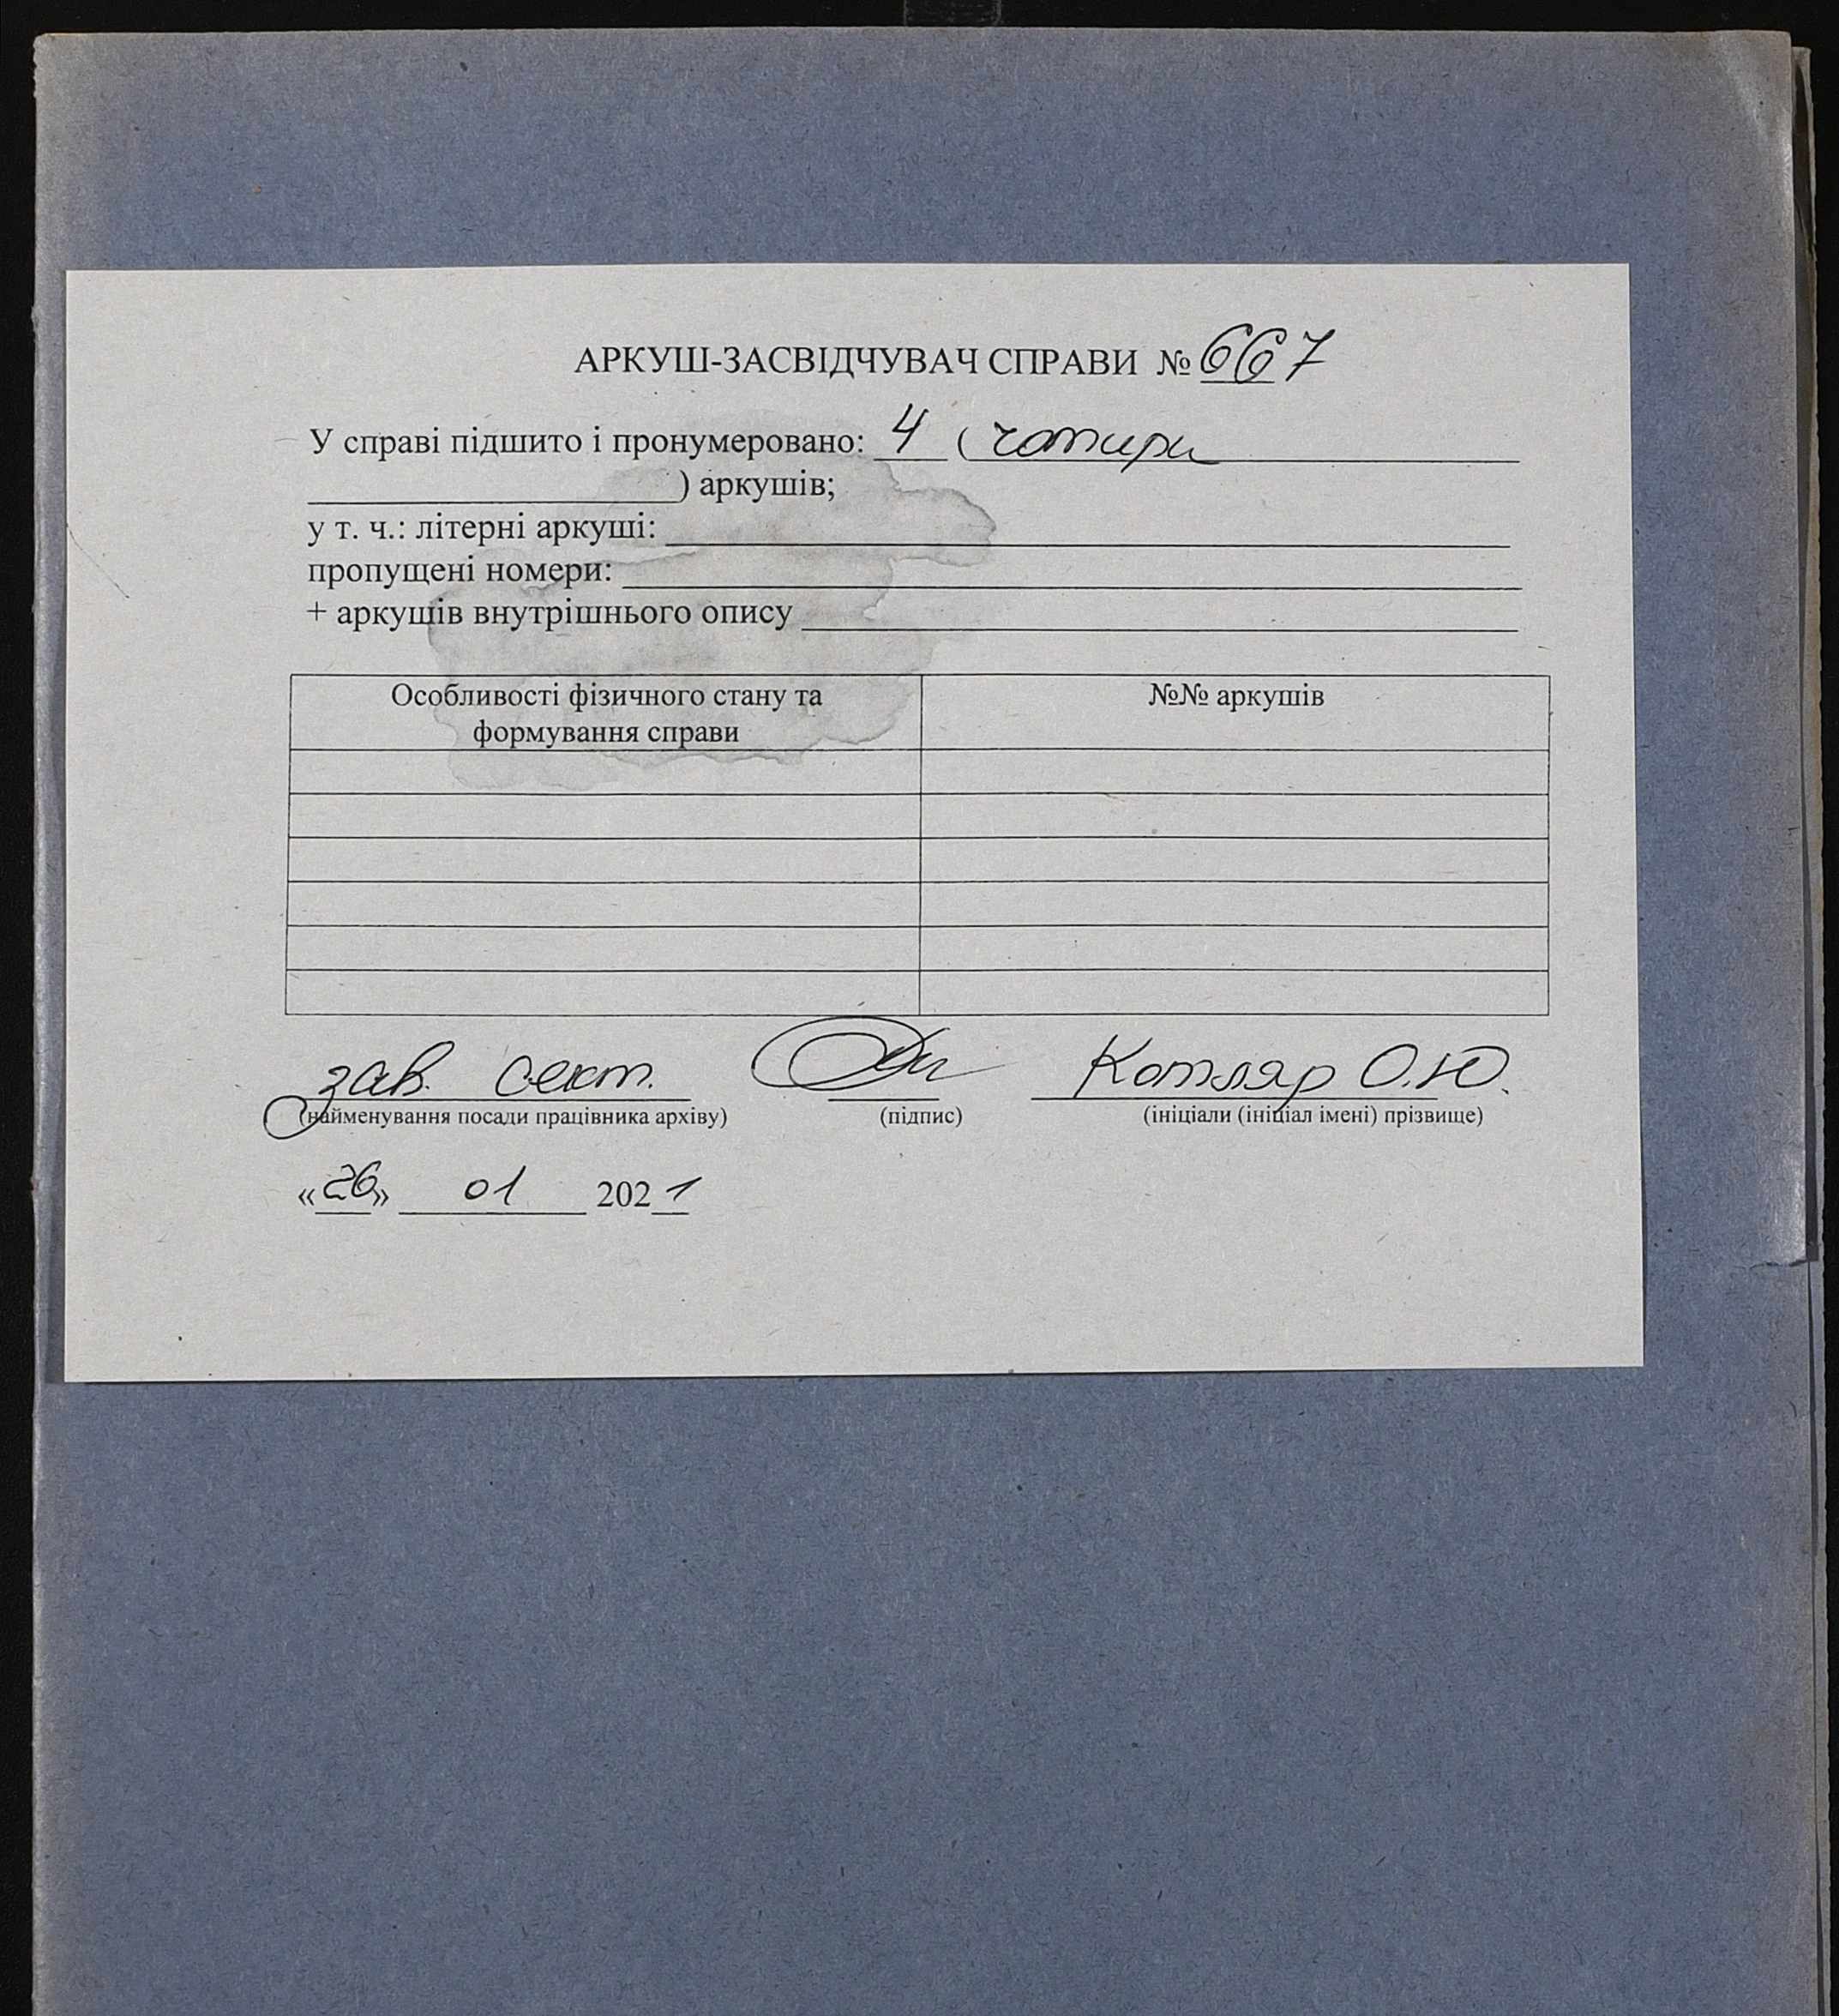 АРКУШ-ЗАСВІДЧУВАЧ СПРАВИ № 667
У справі підшито і пронумеровано: 4 ( чотири
) аркушів;
у т. ч.: літерні аркуші:
пропущені номери:
+ аркушів внутрішнього опису
Особливості фізичного стану та №№ аркушів
формування справи
зав. сект. Котляр О.Ю.
(найменування посади працівника архіву) (підпис) (ініціали (ініціал імені) прізвище)
«26» 01 2021